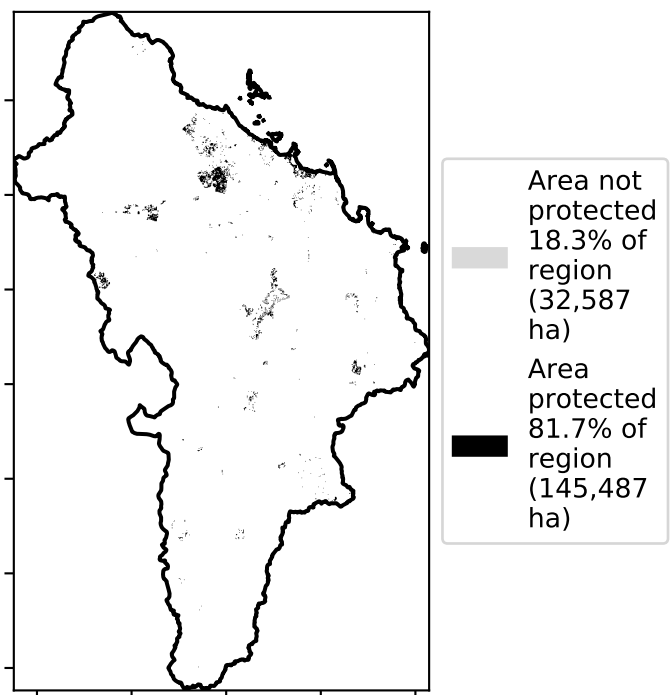 Area not
protected
18.3% of
region
(32,587
ha)
Area
protected
81.7% of
region
(145,487
ha)